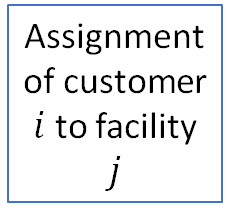 Assignment
of customer
i to facility
j